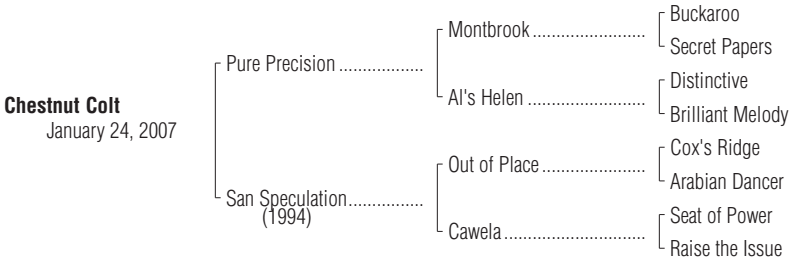 Buckaroo
Montbrook
Secret Papers
Pure Precision
Distinctive
Al's Helen
Brilliant Melody
Chestnut Colt
January 24, 2007
Cox's Ridge
Out of Place
Arabian Dancer
San Speculation
(1994)
Seat of Power
Cawela
Raise the Issue